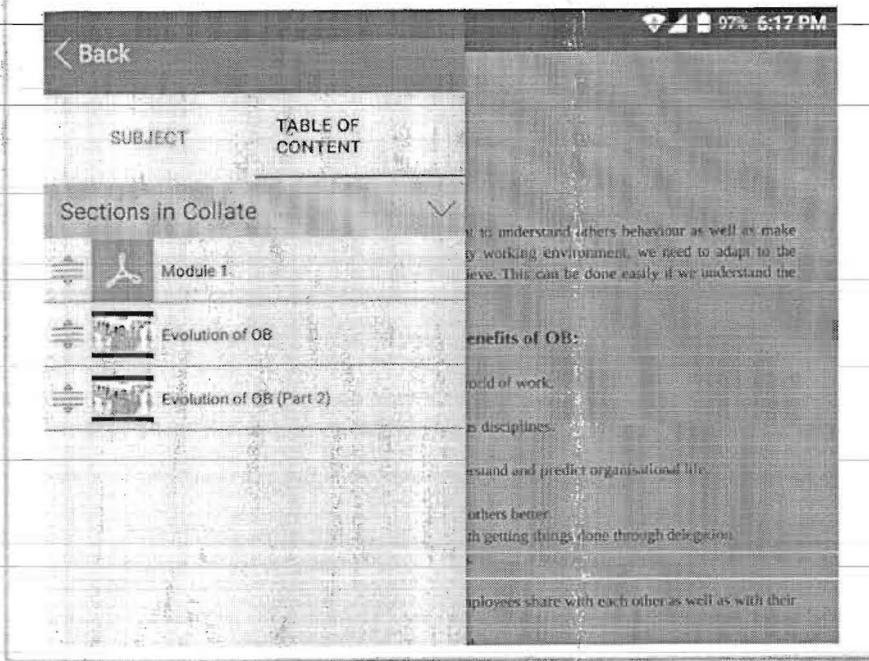 97% 6:17 PM
Back
SUBJECT
TABLE OF
CONTENT
Sections in Collate
Module 1
Evolution of OB
Evolution of OB (Part 2)
to understand others behaviour as well as make
working environment, we need to adapt to the
ieve. This can be done easily if we understand the
enefits of OB:
orld of work.
disciplines.
erstand and predict organisational life.
others better.
th getting things done through delegation.
mployees share with each other as well as with their